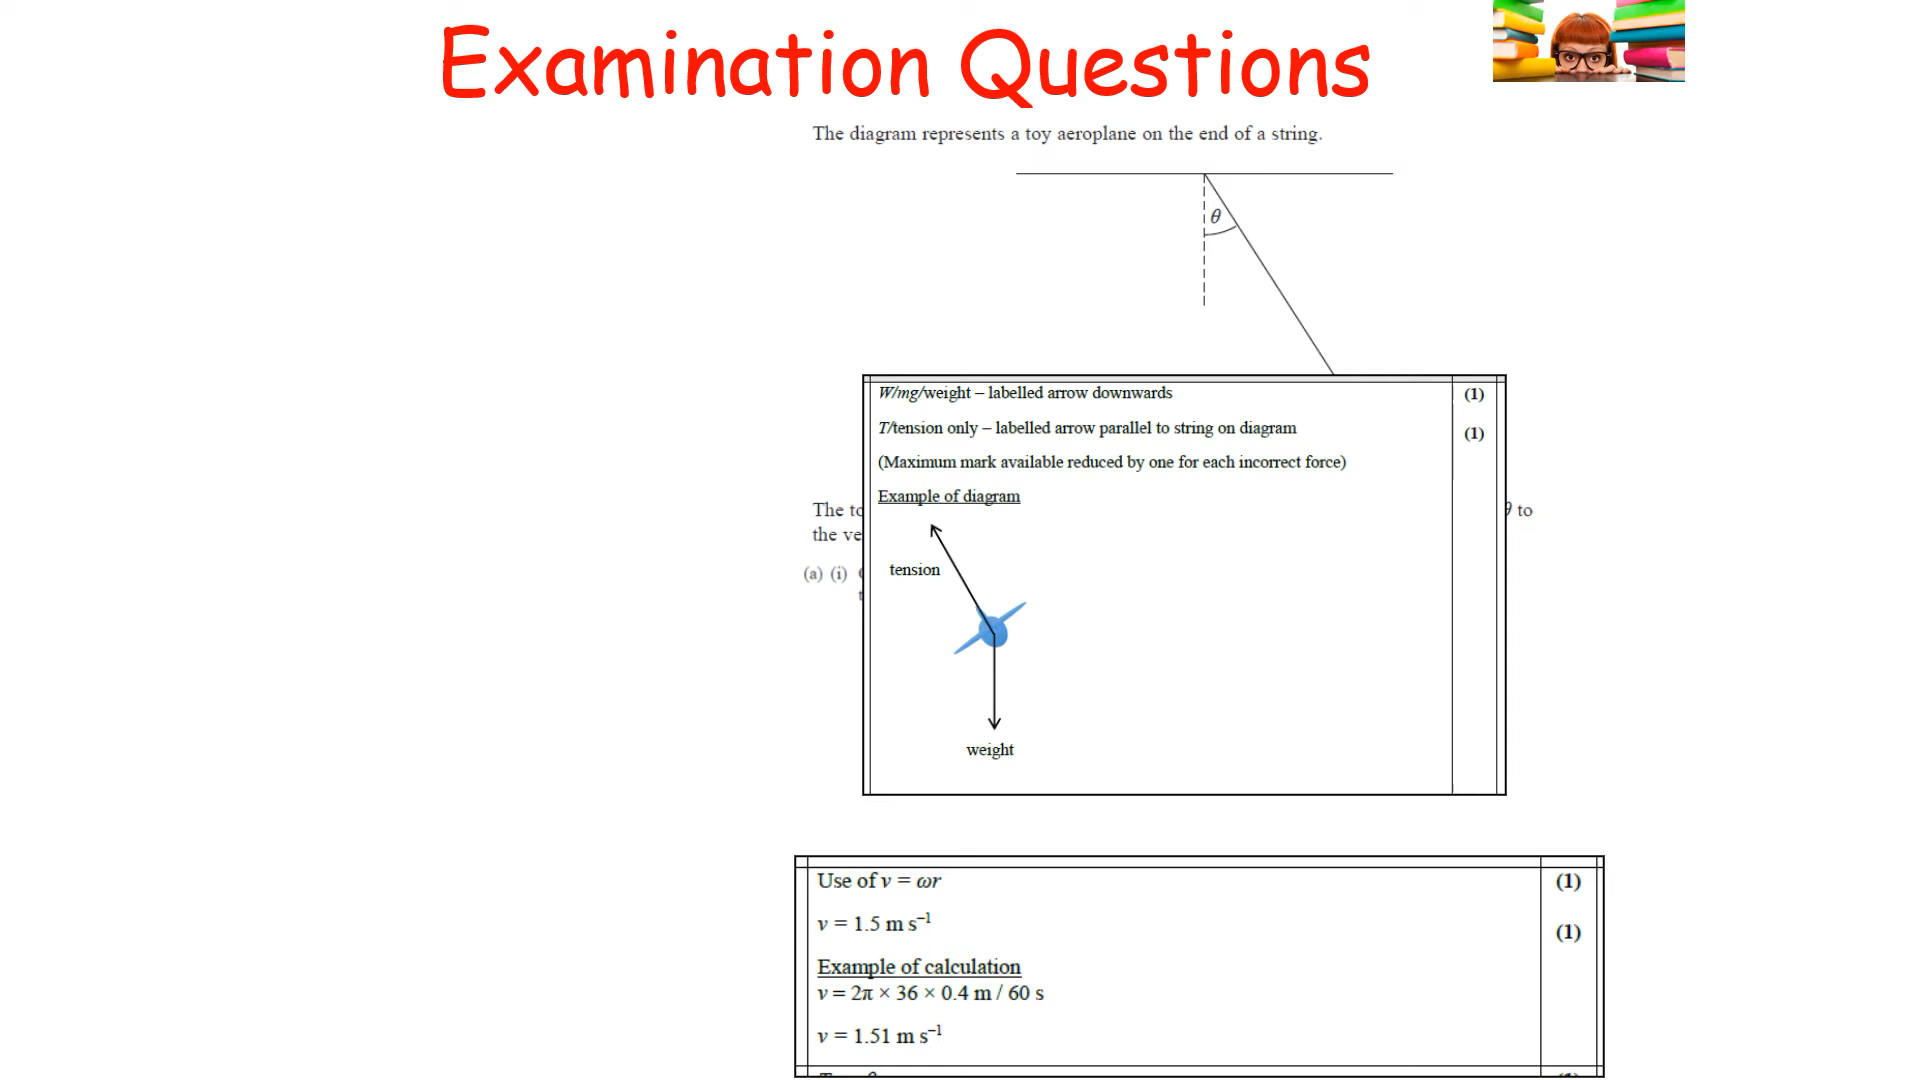 Examination Questions
The diagram represents a toy aeroplane on the end of a string.
θ
W/mg/weight – labelled arrow downwards (1)
T/tension only – labelled arrow parallel to string on diagram (1)
(Maximum mark available reduced by one for each incorrect force)
Example of diagram
The to
θ to
the ve
(a) (i)
tension
weight
Use of v = ωr (1)
v = 1.5 m s⁻¹ (1)
Example of calculation
v = 2π × 36 × 0.4 m / 60 s
v = 1.51 m s⁻¹